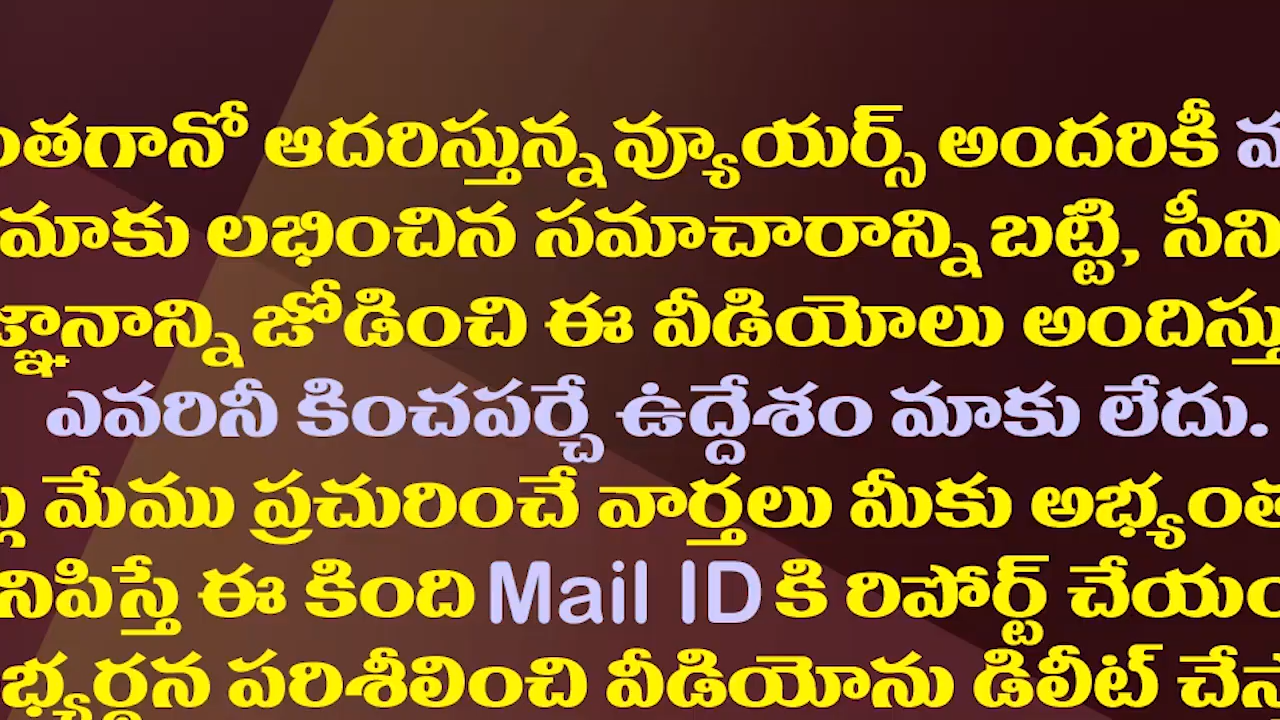 ఆదరిస్తున్న వ్యూయర్స్ అందరికీ
మాకు లభించిన సమాచారాన్ని బట్టి,
జోడించి ఈ వీడియోలు
ఎవరినీ కించపర్చే ఉద్దేశం మాకు లేదు.
మేము ప్రచురించే వార్తలు మీకు
ఈ కింది Mail ID కి రిపోర్ట్
పరిశీలించి వీడియోను డిలీట్